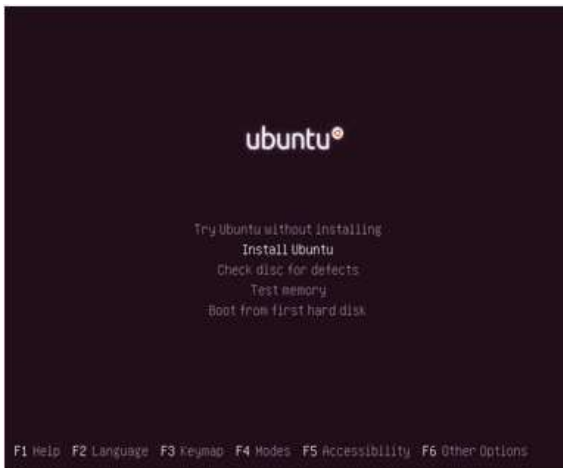 ubuntu
Try Ubuntu without installing
Install Ubuntu
Check disc for defects
Test memory
Boot from first hard disk
F1 Help F2 Language F3 Keymap F4 Modes F5 Accessibility F6 Other Options